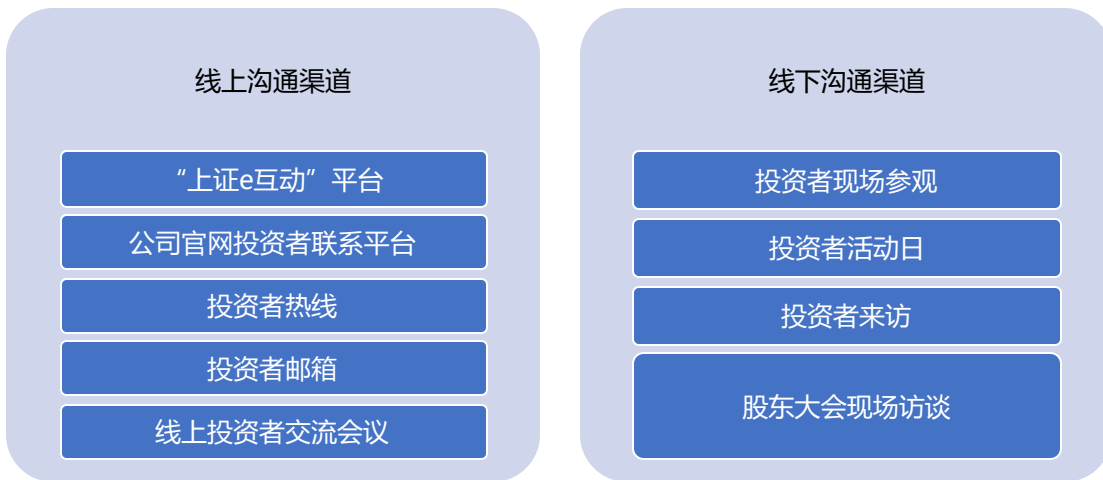 线上沟通渠道
“上证e互动”平台
公司官网投资者联系平台
投资者热线
投资者邮箱
线上投资者交流会议
线下沟通渠道
投资者现场参观
投资者活动日
投资者来访
股东大会现场访谈